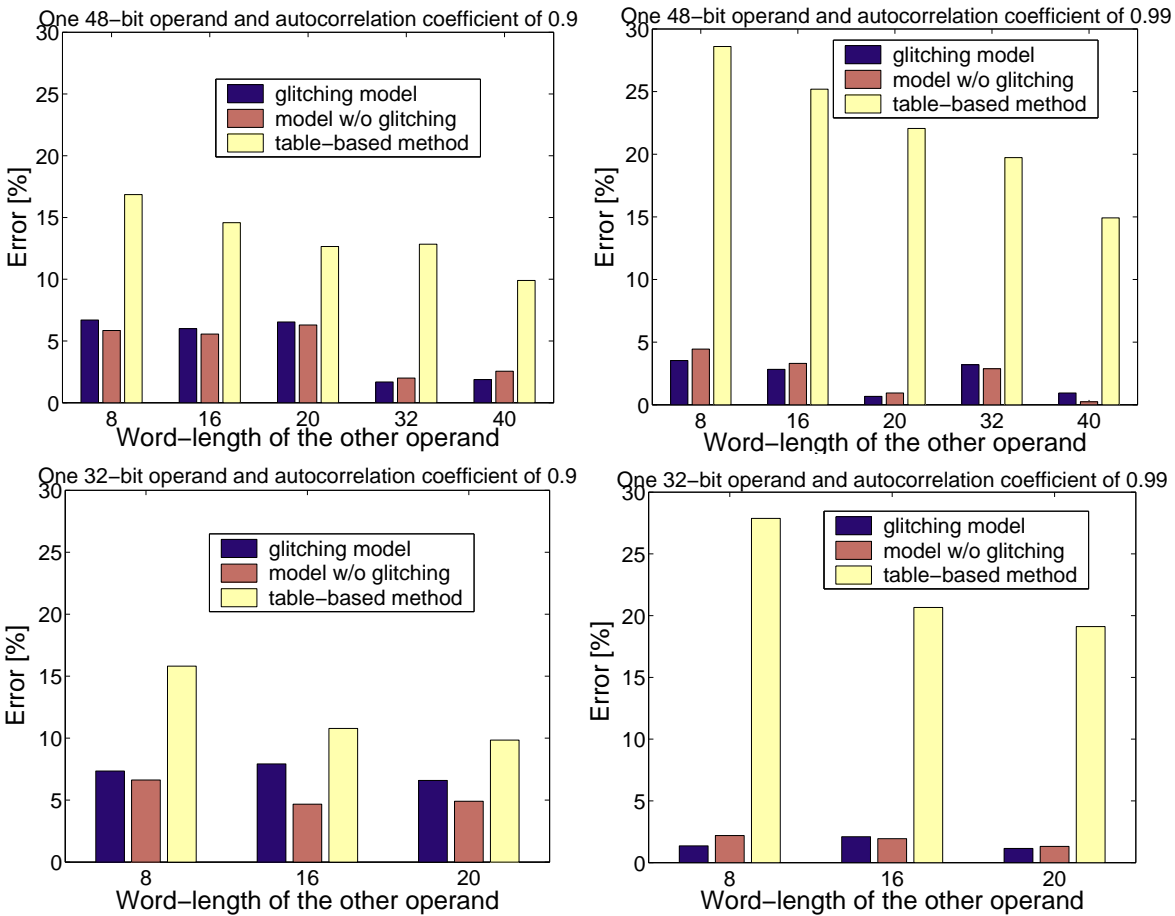 One 48−bit operand and autocorrelation coefficient of 0.9
30
25
20
15
10
5
0
Error [%]
glitching model
model w/o glitching
table−based method
8 16 20 32 40
Word−length of the other operand
One 48−bit operand and autocorrelation coefficient of 0.99
30
25
20
15
10
5
0
Error [%]
glitching model
model w/o glitching
table−based method
8 16 20 32 40
Word−length of the other operand
One 32−bit operand and autocorrelation coefficient of 0.9
30
25
20
15
10
5
0
Error [%]
glitching model
model w/o glitching
table−based method
8 16 20
Word−length of the other operand
One 32−bit operand and autocorrelation coefficient of 0.99
30
25
20
15
10
5
0
Error [%]
glitching model
model w/o glitching
table−based method
8 16 20
Word−length of the other operand